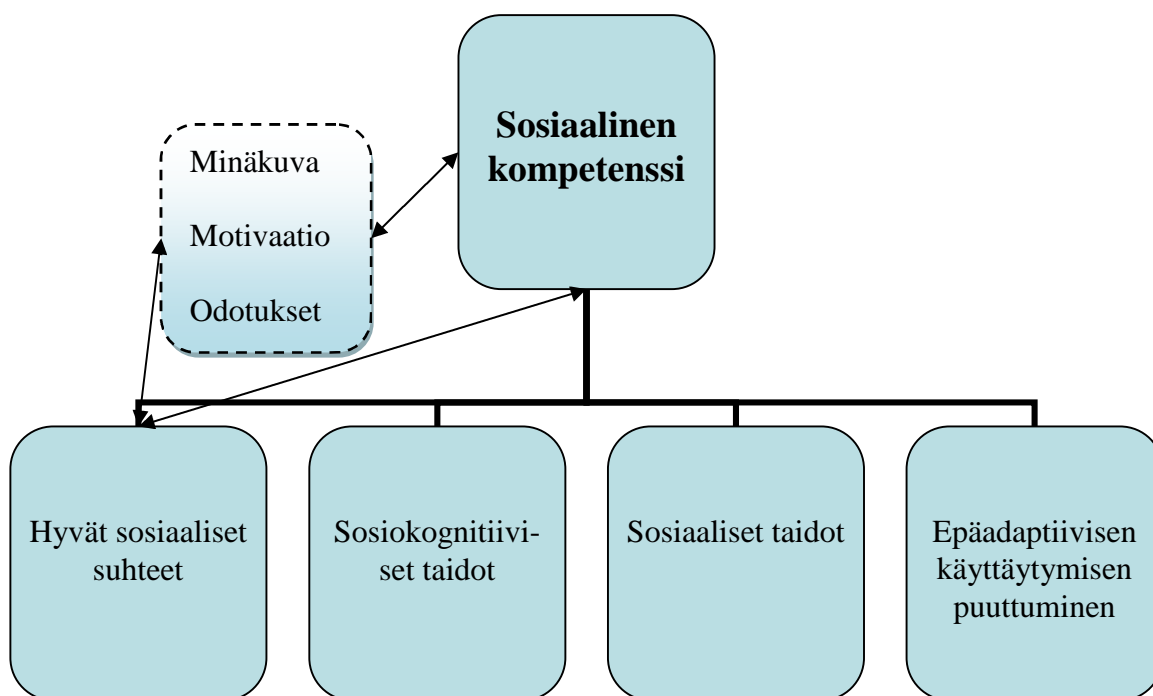 Sosiaalinen
kompetenssi
Minäkuva
Motivaatio
Odotukset
Hyvät sosiaaliset
suhteet
Sosiokognitiivi-
set taidot
Sosiaaliset taidot
Epäadaptiivisen
käyttäytymisen
puuttuminen